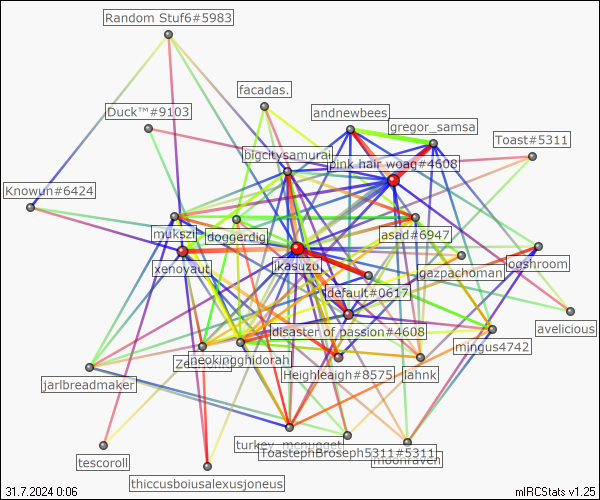 Random Stuf6#5983
facadas.
Duck™#9103
andnewbees
gregor_samsa
Toast#5311
bigcitysamurai
pink hair woag#4608
Knowun#6424
mukszi
doggerdig
asad#6947
xenoyaut
jkasuzu
gazpachoman
ogshroom
default#0617
avelicious
disaster of passion#4608
mingus4742
neokingghidorah
Heighleaigh#8575
lahnk
jarlbreadmaker
turkey_mcnugget
ToastephBroseph5311#5311
moonraven
tescoroll
thiccusboiusalexusjoneus
31.7.2024 0:06
mIRCStats v1.25